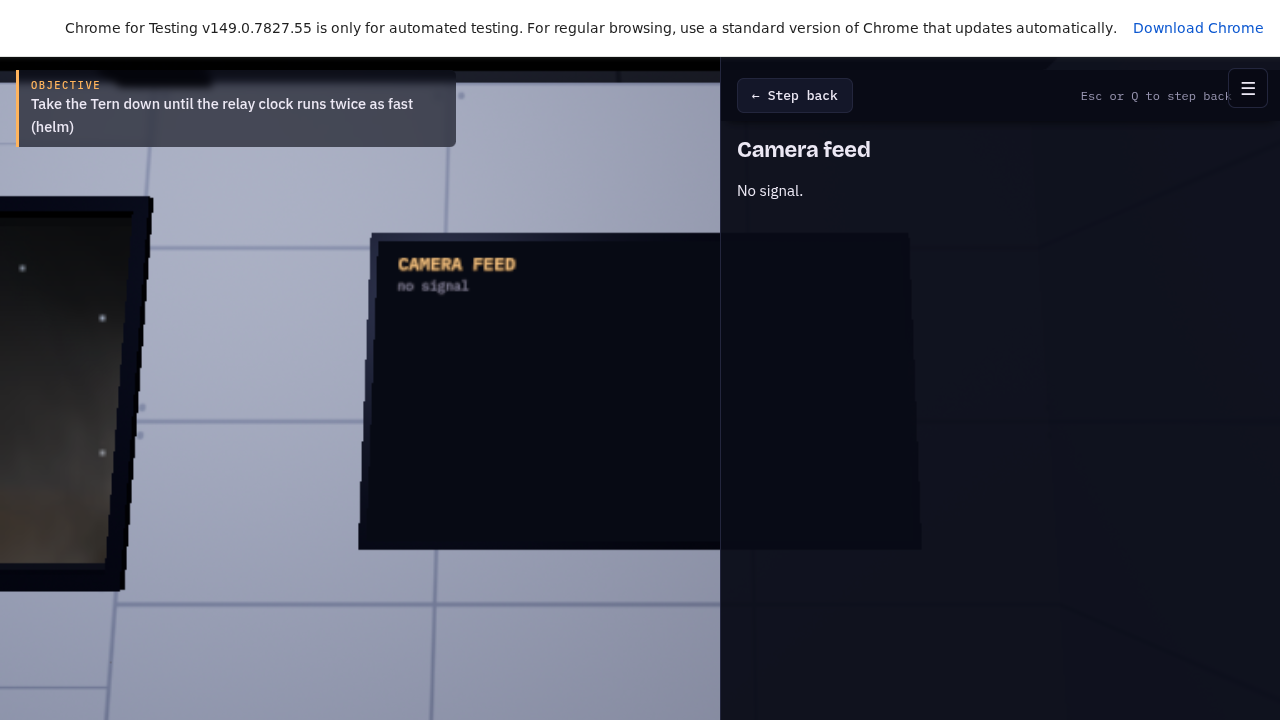 Chrome for Testing v149.0.7827.55 is only for automated testing. For regular browsing, use a standard version of Chrome that updates automatically. Download Chrome
OBJECTIVE
Take the Tern down until the relay clock runs twice as fast
(helm)
← Step back
Esc or Q to step back
☰
Camera feed
No signal.
CAMERA FEED
no signal